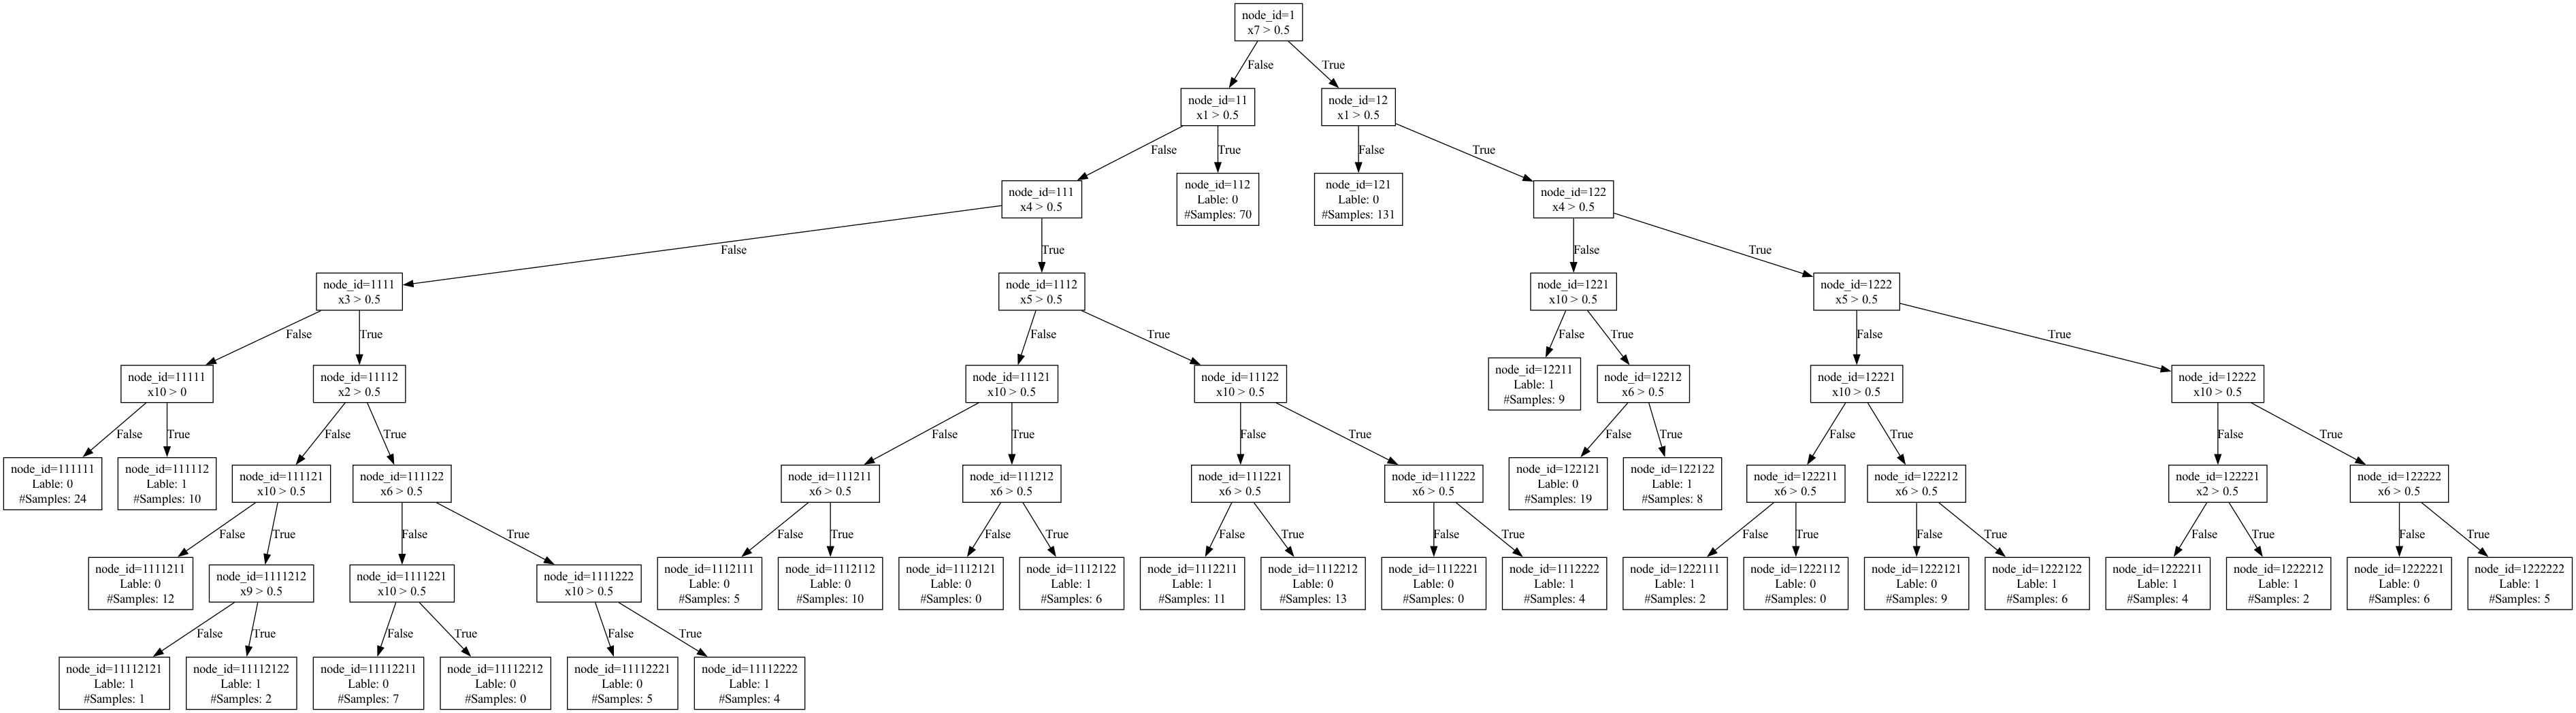 node_id=1
x7 > 0.5
False
True
node_id=11
x1 > 0.5
node_id=12
x1 > 0.5
False
True
False
True
node_id=111
x4 > 0.5
node_id=112
Lable: 0
#Samples: 70
node_id=121
Lable: 0
#Samples: 131
node_id=122
x4 > 0.5
False
True
False
True
node_id=1111
x3 > 0.5
node_id=1112
x5 > 0.5
node_id=1221
x10 > 0.5
node_id=1222
x5 > 0.5
False
True
False
True
False
True
False
True
node_id=11111
x10 > 0
node_id=11112
x2 > 0.5
node_id=11121
x10 > 0.5
node_id=11122
x10 > 0.5
node_id=12211
Lable: 1
#Samples: 9
node_id=12212
x6 > 0.5
node_id=12221
x10 > 0.5
node_id=12222
x10 > 0.5
False
True
False
True
False
True
False
True
False
True
False
True
False
True
node_id=111111
Lable: 0
#Samples: 24
node_id=111112
Lable: 1
#Samples: 10
node_id=111121
x10 > 0.5
node_id=111122
x6 > 0.5
node_id=111211
x6 > 0.5
node_id=111212
x6 > 0.5
node_id=111221
x6 > 0.5
node_id=111222
x6 > 0.5
node_id=122121
Lable: 0
#Samples: 19
node_id=122122
Lable: 1
#Samples: 8
node_id=122211
x6 > 0.5
node_id=122212
x6 > 0.5
node_id=122221
x2 > 0.5
node_id=122222
x6 > 0.5
False
True
False
True
False
True
False
True
False
True
False
True
False
True
False
True
False
True
False
True
node_id=1111211
Lable: 0
#Samples: 12
node_id=1111212
x9 > 0.5
node_id=1111221
x10 > 0.5
node_id=1111222
x10 > 0.5
node_id=1112111
Lable: 0
#Samples: 5
node_id=1112112
Lable: 0
#Samples: 10
node_id=1112121
Lable: 0
#Samples: 0
node_id=1112122
Lable: 1
#Samples: 6
node_id=1112211
Lable: 1
#Samples: 11
node_id=1112212
Lable: 0
#Samples: 13
node_id=1112221
Lable: 0
#Samples: 0
node_id=1112222
Lable: 1
#Samples: 4
node_id=1222111
Lable: 1
#Samples: 2
node_id=1222112
Lable: 0
#Samples: 0
node_id=1222121
Lable: 0
#Samples: 9
node_id=1222122
Lable: 1
#Samples: 6
node_id=1222211
Lable: 1
#Samples: 4
node_id=1222212
Lable: 1
#Samples: 2
node_id=1222221
Lable: 0
#Samples: 6
node_id=1222222
Lable: 1
#Samples: 5
False
True
False
True
False
True
node_id=11112121
Lable: 1
#Samples: 1
node_id=11112122
Lable: 1
#Samples: 2
node_id=11112211
Lable: 0
#Samples: 7
node_id=11112212
Lable: 0
#Samples: 0
node_id=11112221
Lable: 0
#Samples: 5
node_id=11112222
Lable: 1
#Samples: 4